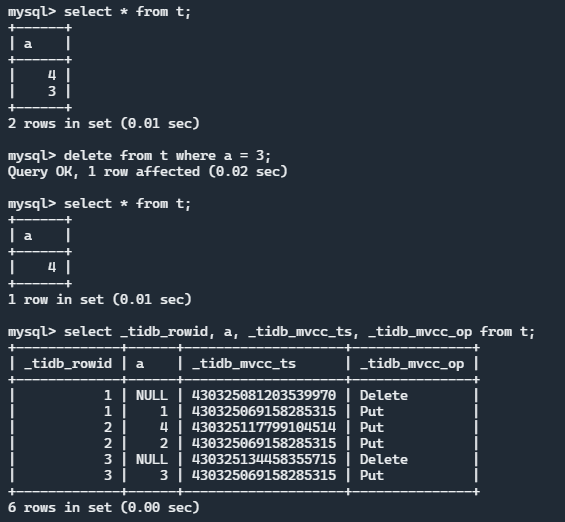 mysql> select * from t;
+------+
| a    |
+------+
|    4 |
|    3 |
+------+
2 rows in set (0.01 sec)

mysql> delete from t where a = 3;
Query OK, 1 row affected (0.02 sec)

mysql> select * from t;
+------+
| a    |
+------+
|    4 |
+------+
1 row in set (0.01 sec)

mysql> select _tidb_rowid, a, _tidb_mvcc_ts, _tidb_mvcc_op from t;
+-------------+------+--------------------+---------------+
| _tidb_rowid | a    | _tidb_mvcc_ts      | _tidb_mvcc_op |
+-------------+------+--------------------+---------------+
|           1 | NULL | 430325081203539970 | Delete        |
|           1 |    1 | 430325069158285315 | Put           |
|           2 |    4 | 430325117799104514 | Put           |
|           2 |    2 | 430325069158285315 | Put           |
|           3 | NULL | 430325134458355715 | Delete        |
|           3 |    3 | 430325069158285315 | Put           |
+-------------+------+--------------------+---------------+
6 rows in set (0.00 sec)